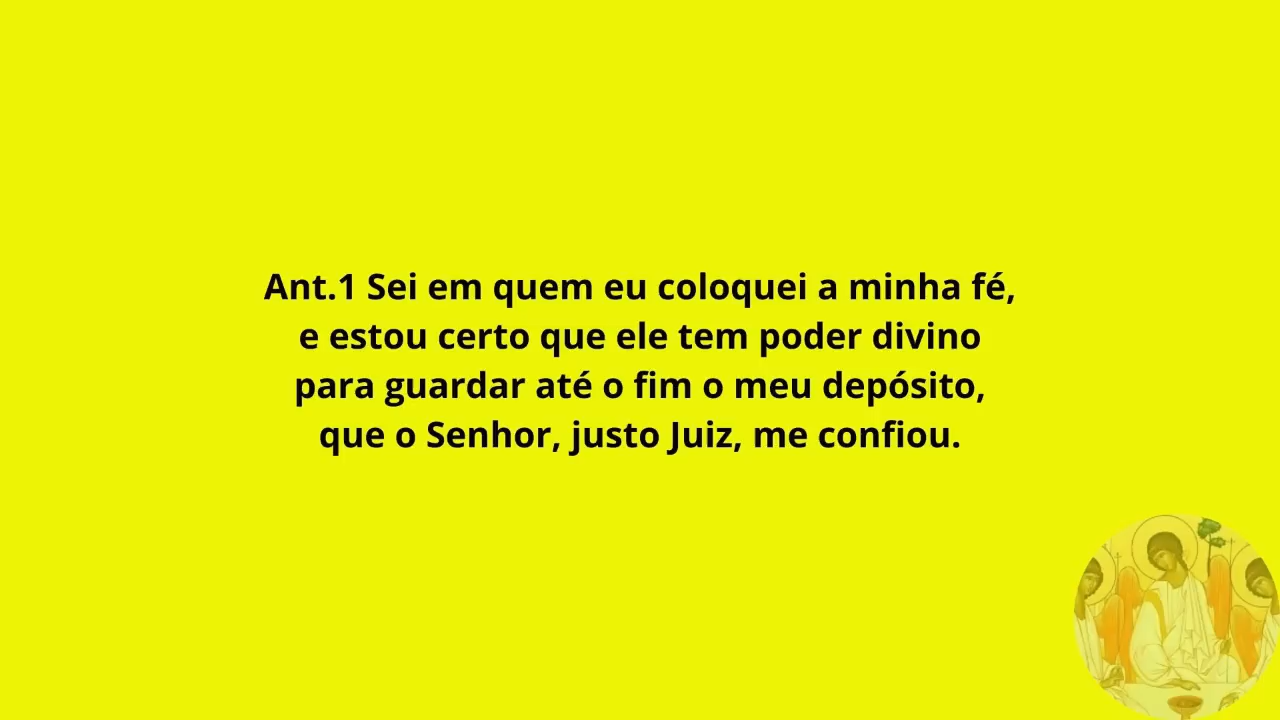 Ant.1 Sei em quem eu coloquei a minha fé,
e estou certo que ele tem poder divino
para guardar até o fim o meu depósito,
que o Senhor, justo Juiz, me confiou.